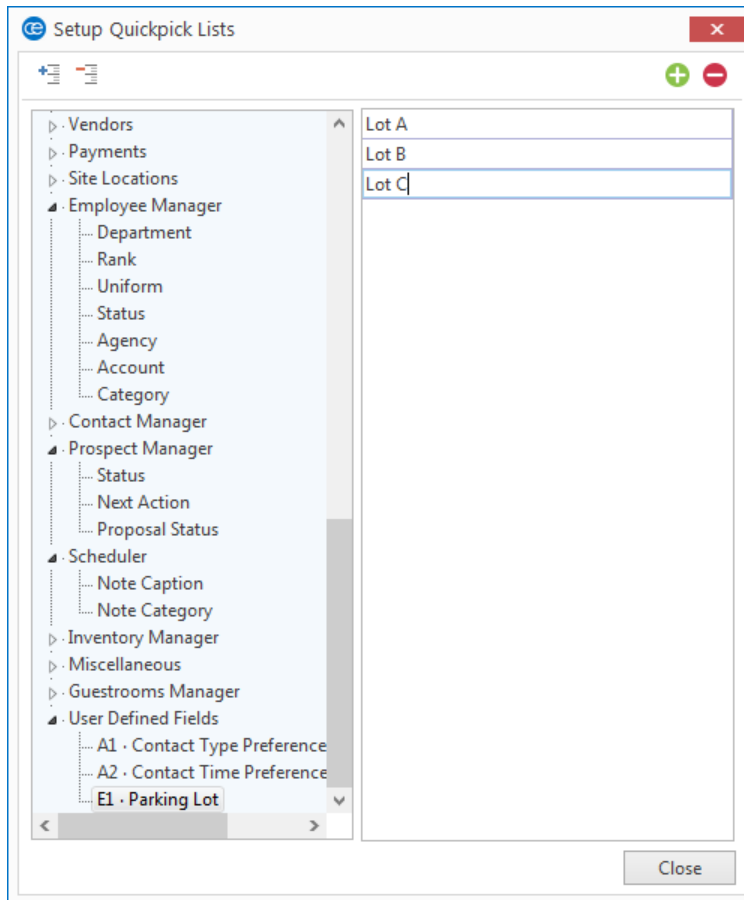 ce Setup Quickpick Lists
Vendors
Payments
Site Locations
Employee Manager
Department
Rank
Uniform
Status
Agency
Account
Category
Contact Manager
Prospect Manager
Status
Next Action
Proposal Status
Scheduler
Note Caption
Note Category
Inventory Manager
Miscellaneous
Guestrooms Manager
User Defined Fields
A1 · Contact Type Preference
A2 · Contact Time Preference
E1 · Parking Lot
Lot A
Lot B
Lot C
Close